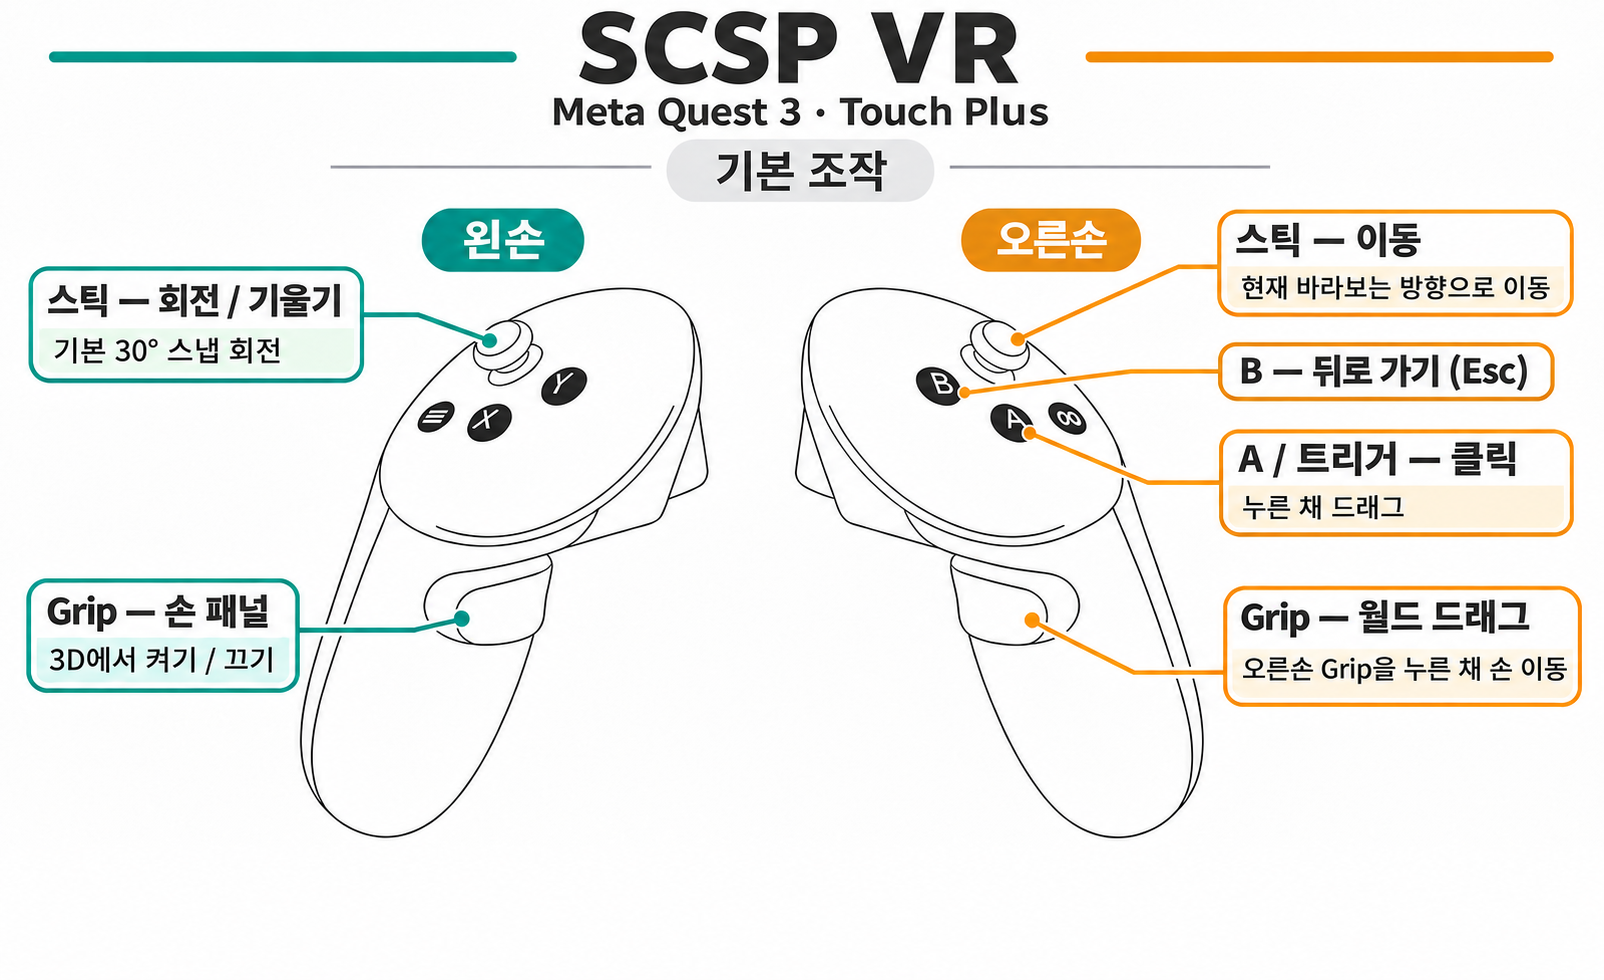 SCSP VR
Meta Quest 3 · Touch Plus
기본 조작
왼손
스틱 — 회전 / 기울기
기본 30° 스냅 회전
Y
X
Grip — 손 패널
3D에서 켜기 / 끄기
오른손
스틱 — 이동
현재 바라보는 방향으로 이동
B
B — 뒤로 가기 (Esc)
A
A / 트리거 — 클릭
누른 채 드래그
Grip — 월드 드래그
오른손 Grip을 누른 채 손 이동